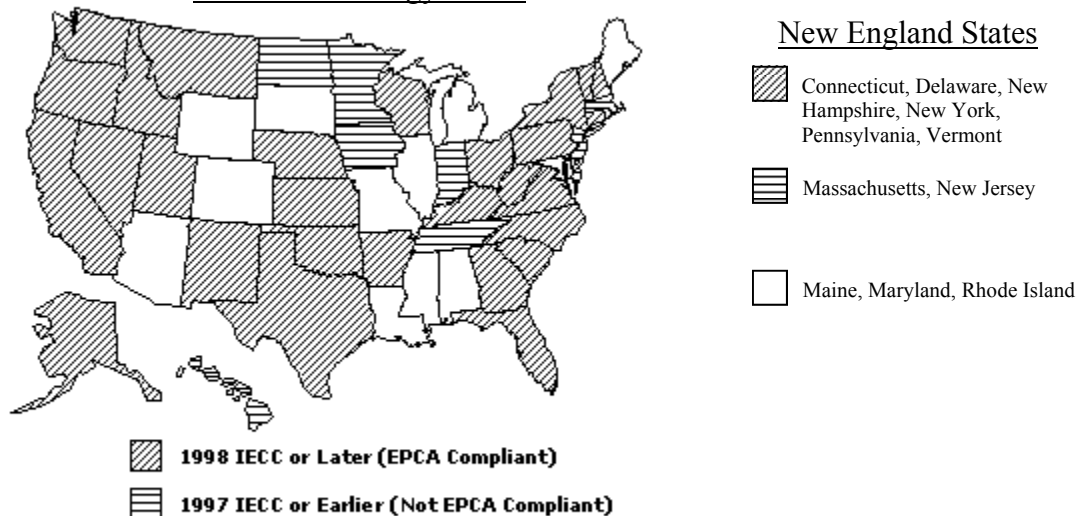 New England States
Connecticut, Delaware, New
Hampshire, New York,
Pennsylvania, Vermont
Massachusetts, New Jersey
Maine, Maryland, Rhode Island
1998 IECC or Later (EPCA Compliant)
1997 IECC or Earlier (Not EPCA Compliant)